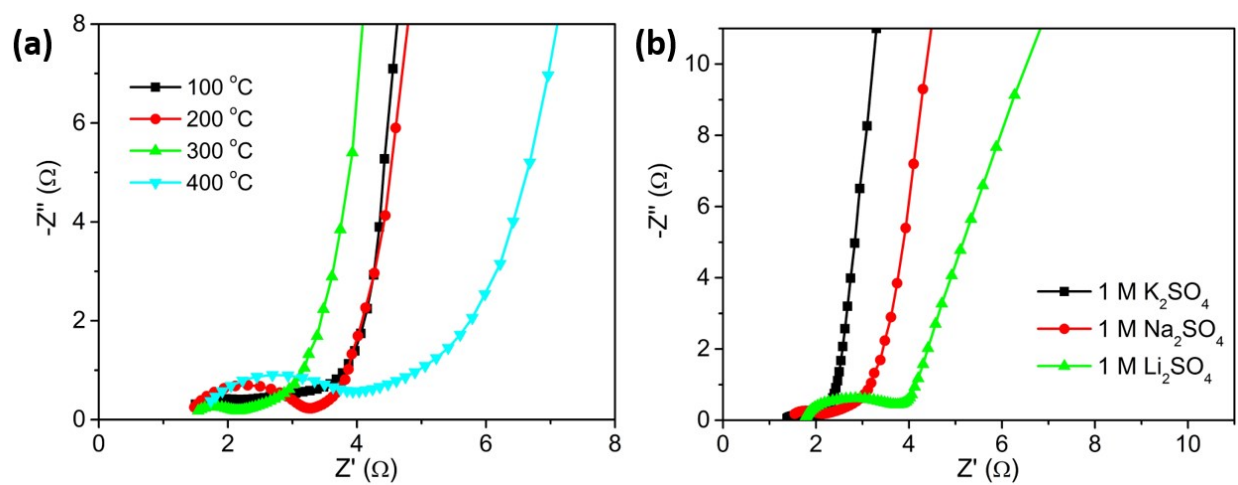 (a)
8
6
4
2
0
-Z'' (Ω)
100 °C
200 °C
300 °C
400 °C
0 2 4 6 8
Z' (Ω)
(b)
10
8
6
4
2
0
-Z'' (Ω)
1 M K₂SO₄
1 M Na₂SO₄
1 M Li₂SO₄
0 2 4 6 8 10
Z' (Ω)